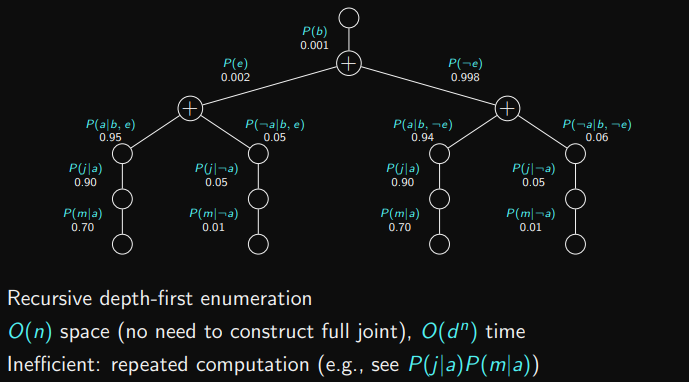 P(b)
0.001
+
P(e)
0.002
P(¬e)
0.998
+
+
P(a|b, e)
0.95
P(¬a|b, e)
0.05
P(a|b, ¬e)
0.94
P(¬a|b, ¬e)
0.06
P(j|a)
0.90
P(j|¬a)
0.05
P(j|a)
0.90
P(j|¬a)
0.05
P(m|a)
0.70
P(m|¬a)
0.01
P(m|a)
0.70
P(m|¬a)
0.01
Recursive depth-first enumeration
O(n) space (no need to construct full joint), O(dⁿ) time
Inefficient: repeated computation (e.g., see P(j|a)P(m|a))